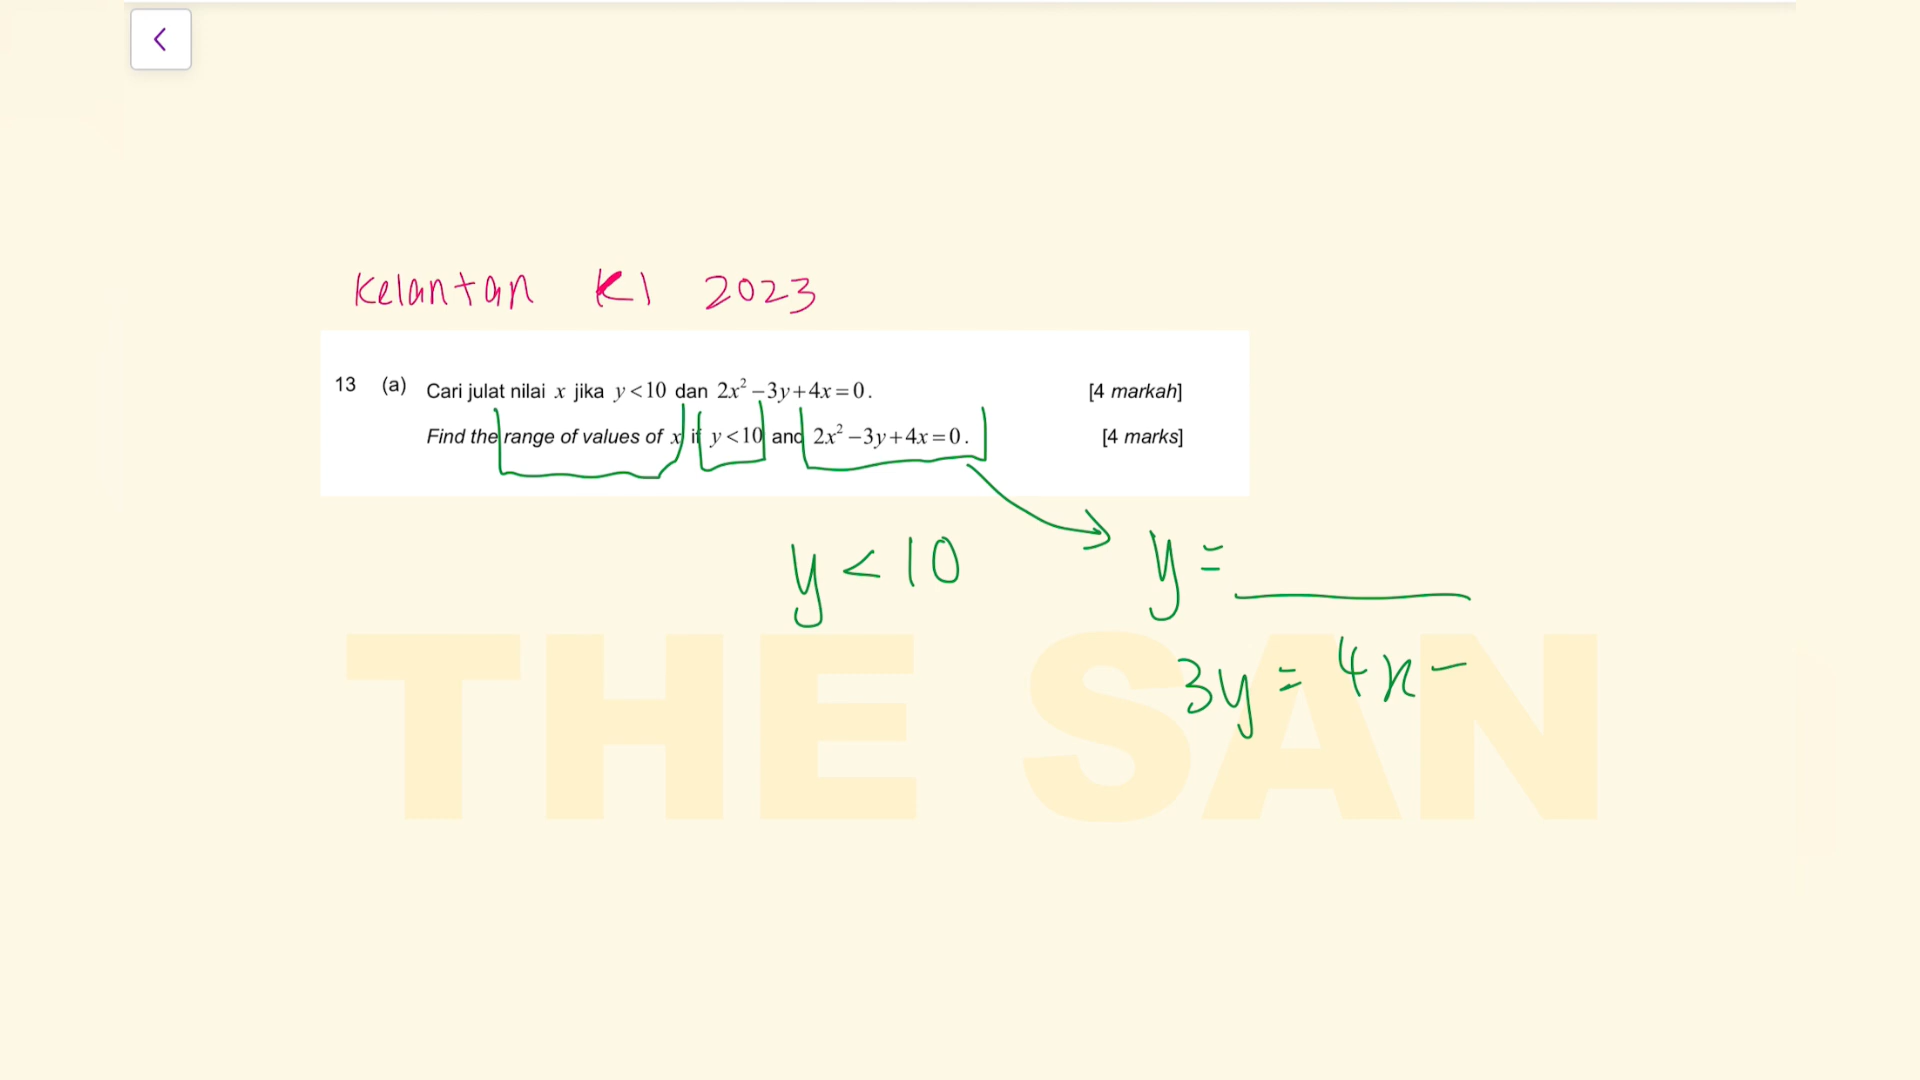 Kelantan K1 2023
13 (a) Cari julat nilai x jika y<10 dan 2x²−3y+4x=0. [4 markah]
Find the range of values of x if y<10 and 2x²−3y+4x=0. [4 marks]
y < 10
y =
3y = 4x −
THE SAN